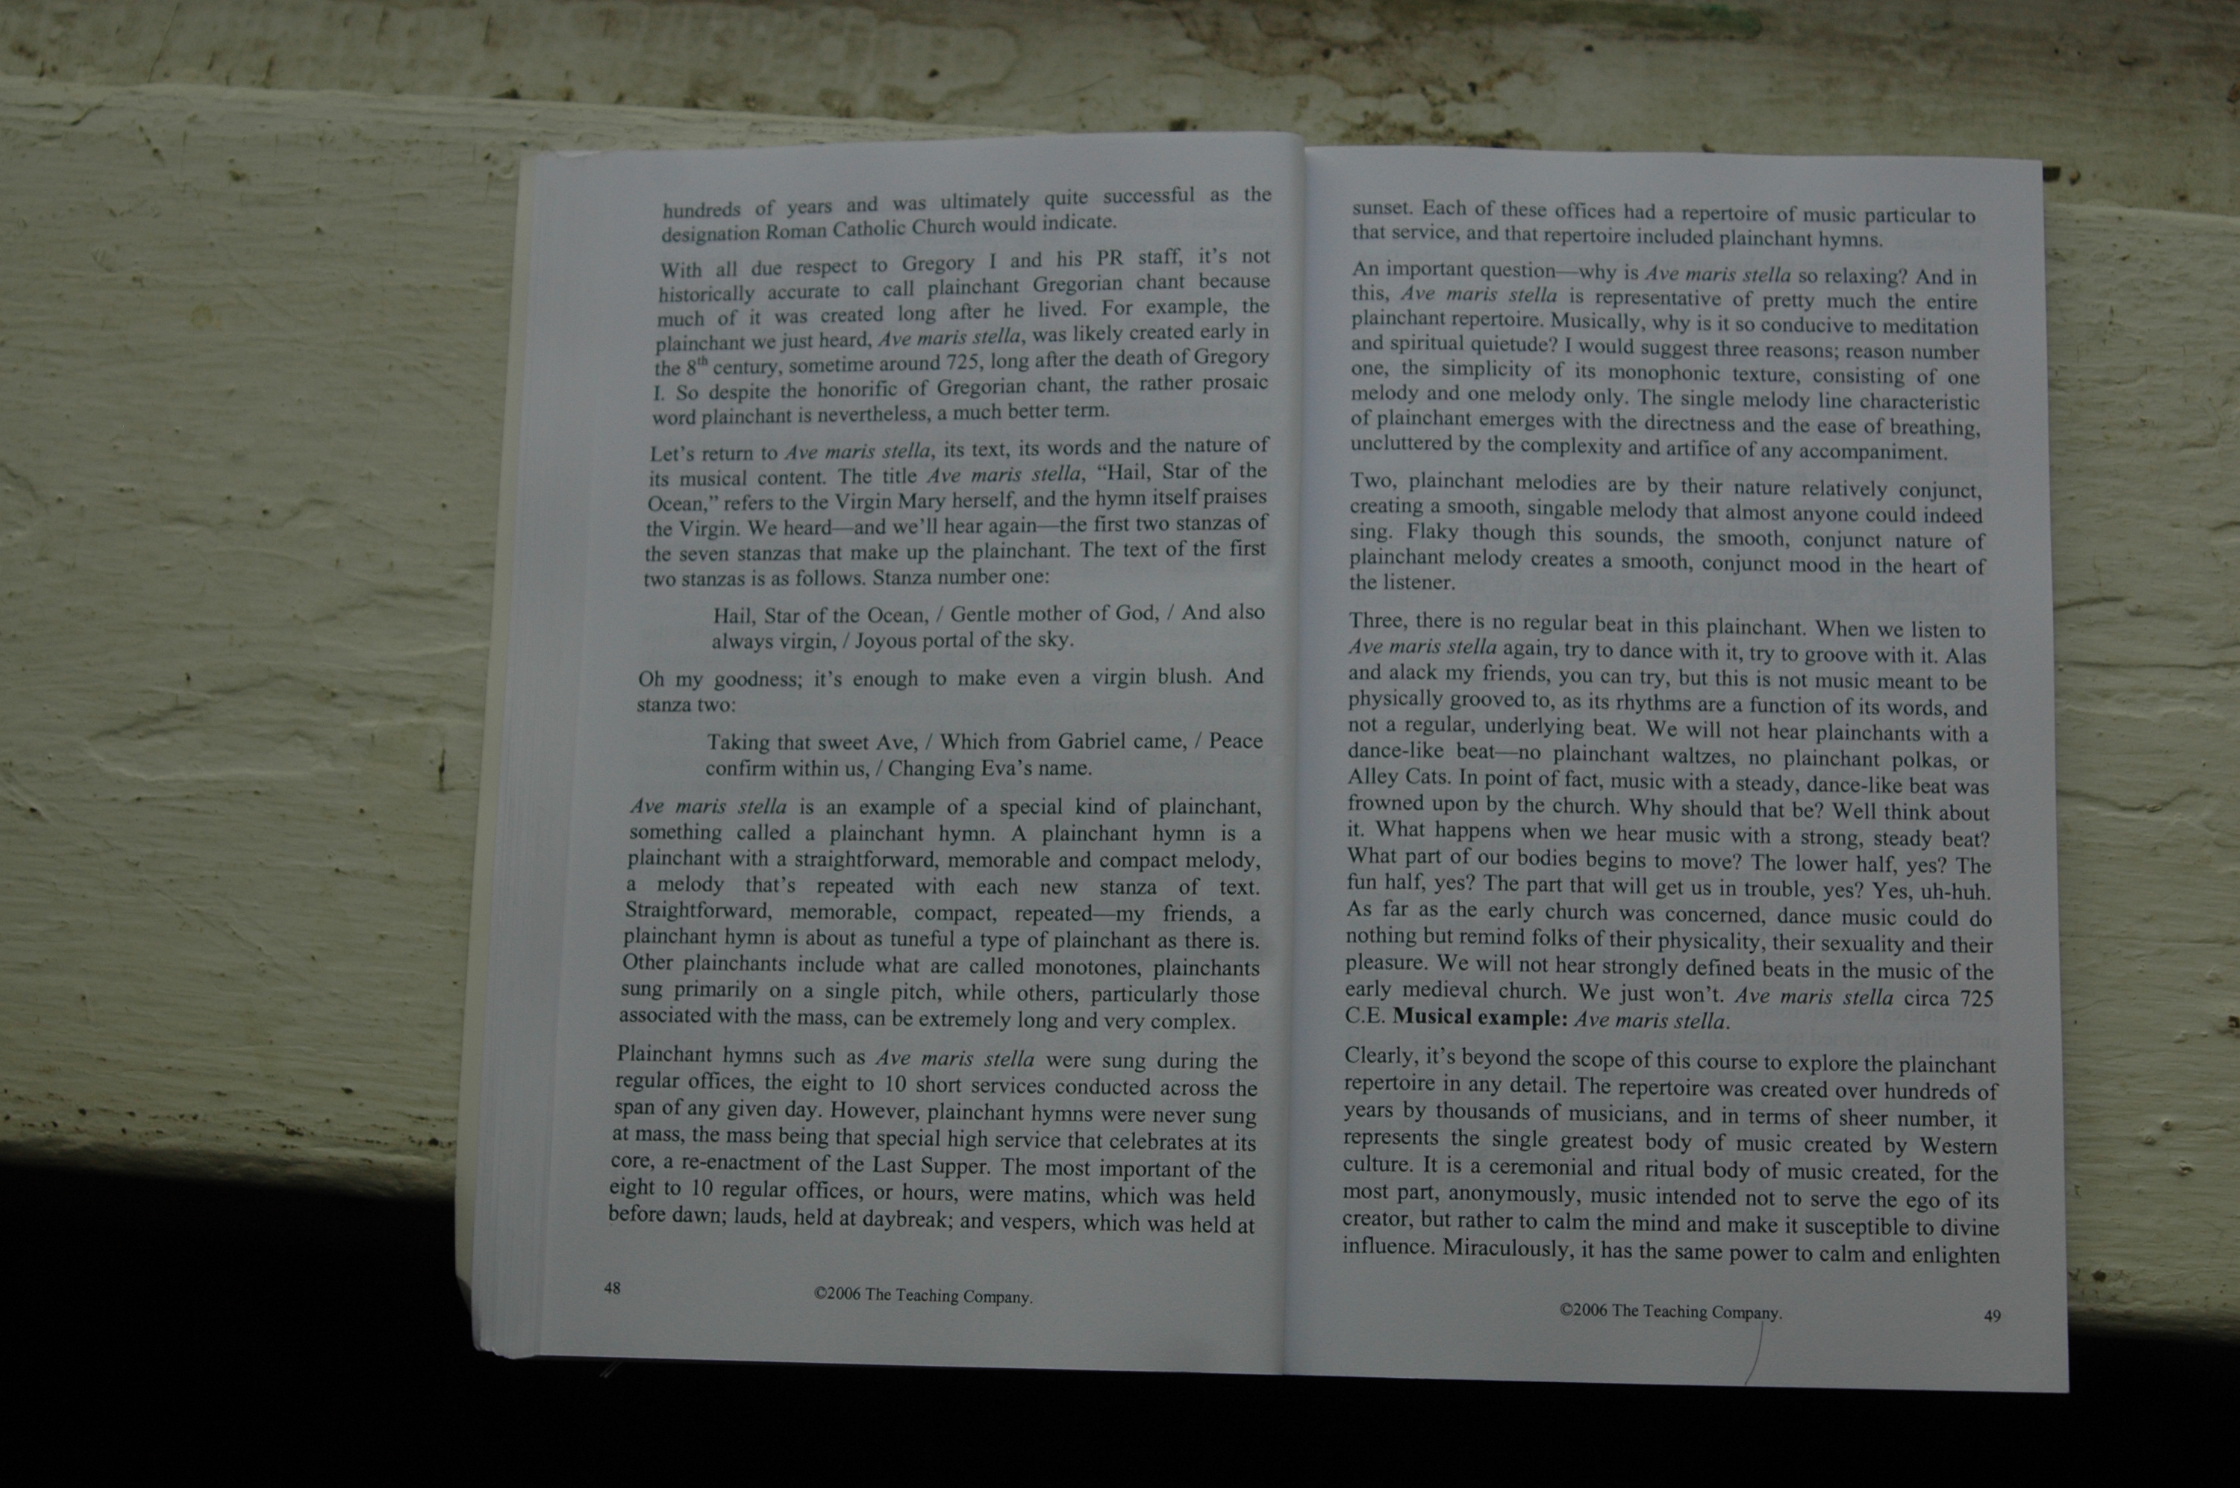 hundreds of years and was ultimately quite successful as the
designation Roman Catholic Church would indicate.
With all due respect to Gregory I and his PR staff, it's not
historically accurate to call plainchant Gregorian chant because
much of it was created long after he lived. For example, the
plainchant we just heard, Ave maris stella, was likely created early in
the 8th century, sometime around 725, long after the death of Gregory
I. So despite the honorific of Gregorian chant, the rather prosaic
word plainchant is nevertheless, a much better term.
Let's return to Ave maris stella, its text, its words and the nature of
its musical content. The title Ave maris stella, “Hail, Star of the
Ocean,” refers to the Virgin Mary herself, and the hymn itself praises
the Virgin. We heard—and we'll hear again—the first two stanzas of
the seven stanzas that make up the plainchant. The text of the first
two stanzas is as follows. Stanza number one:
Hail, Star of the Ocean, / Gentle mother of God, / And also
always virgin, / Joyous portal of the sky.
Oh my goodness; it's enough to make even a virgin blush. And
stanza two:
Taking that sweet Ave, / Which from Gabriel came, / Peace
confirm within us, / Changing Eva's name.
Ave maris stella is an example of a special kind of plainchant,
something called a plainchant hymn. A plainchant hymn is a
plainchant with a straightforward, memorable and compact melody,
a melody that's repeated with each new stanza of text.
Straightforward, memorable, compact, repeated—my friends, a
plainchant hymn is about as tuneful a type of plainchant as there is.
Other plainchants include what are called monotones, plainchants
sung primarily on a single pitch, while others, particularly those
associated with the mass, can be extremely long and very complex.
Plainchant hymns such as Ave maris stella were sung during the
regular offices, the eight to 10 short services conducted across the
span of any given day. However, plainchant hymns were never sung
at mass, the mass being that special high service that celebrates at its
core, a re-enactment of the Last Supper. The most important of the
eight to 10 regular offices, or hours, were matins, which was held
before dawn; lauds, held at daybreak; and vespers, which was held at
48
©2006 The Teaching Company.
sunset. Each of these offices had a repertoire of music particular to
that service, and that repertoire included plainchant hymns.
An important question—why is Ave maris stella so relaxing? And in
this, Ave maris stella is representative of pretty much the entire
plainchant repertoire. Musically, why is it so conducive to meditation
and spiritual quietude? I would suggest three reasons; reason number
one, the simplicity of its monophonic texture, consisting of one
melody and one melody only. The single melody line characteristic
of plainchant emerges with the directness and the ease of breathing,
uncluttered by the complexity and artifice of any accompaniment.
Two, plainchant melodies are by their nature relatively conjunct,
creating a smooth, singable melody that almost anyone could indeed
sing. Flaky though this sounds, the smooth, conjunct nature of
plainchant melody creates a smooth, conjunct mood in the heart of
the listener.
Three, there is no regular beat in this plainchant. When we listen to
Ave maris stella again, try to dance with it, try to groove with it. Alas
and alack my friends, you can try, but this is not music meant to be
physically grooved to, as its rhythms are a function of its words, and
not a regular, underlying beat. We will not hear plainchants with a
dance-like beat—no plainchant waltzes, no plainchant polkas, or
Alley Cats. In point of fact, music with a steady, dance-like beat was
frowned upon by the church. Why should that be? Well think about
it. What happens when we hear music with a strong, steady beat?
What part of our bodies begins to move? The lower half, yes? The
fun half, yes? The part that will get us in trouble, yes? Yes, uh-huh.
As far as the early church was concerned, dance music could do
nothing but remind folks of their physicality, their sexuality and their
pleasure. We will not hear strongly defined beats in the music of the
early medieval church. We just won't. Ave maris stella circa 725
C.E. Musical example: Ave maris stella.
Clearly, it's beyond the scope of this course to explore the plainchant
repertoire in any detail. The repertoire was created over hundreds of
years by thousands of musicians, and in terms of sheer number, it
represents the single greatest body of music created by Western
culture. It is a ceremonial and ritual body of music created, for the
most part, anonymously, music intended not to serve the ego of its
creator, but rather to calm the mind and make it susceptible to divine
influence. Miraculously, it has the same power to calm and enlighten
©2006 The Teaching Company.
49